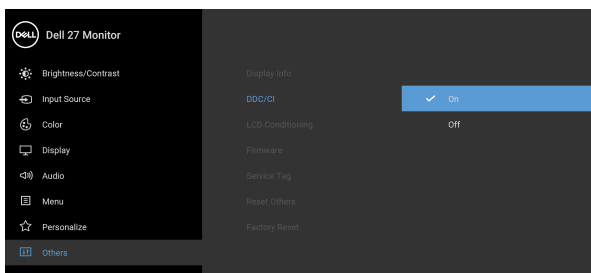 DELL Dell 27 Monitor
Brightness/Contrast
Display Info
Input Source
DDC/CI
On
Color
LCD Conditioning
Off
Display
Firmware
Audio
Service Tag
Menu
Reset Others
Personalize
Factory Reset
Others